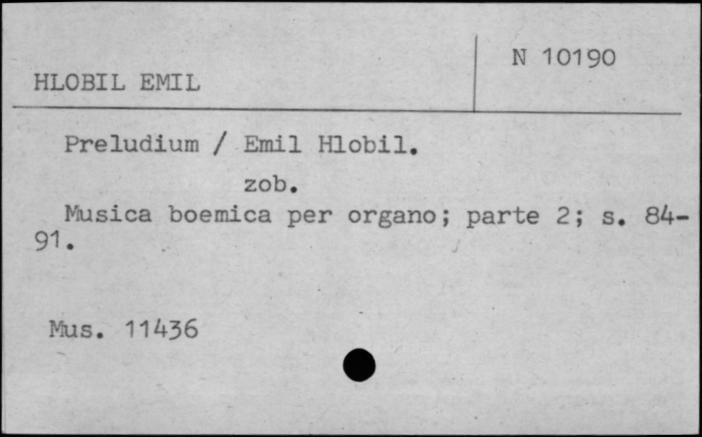 N 10190
HLOBIL EMIL
Preludium / Emil Hlobil.
zob.
Musica boemica per organo; parte 2; s. 84-
91.
Mus. 11436